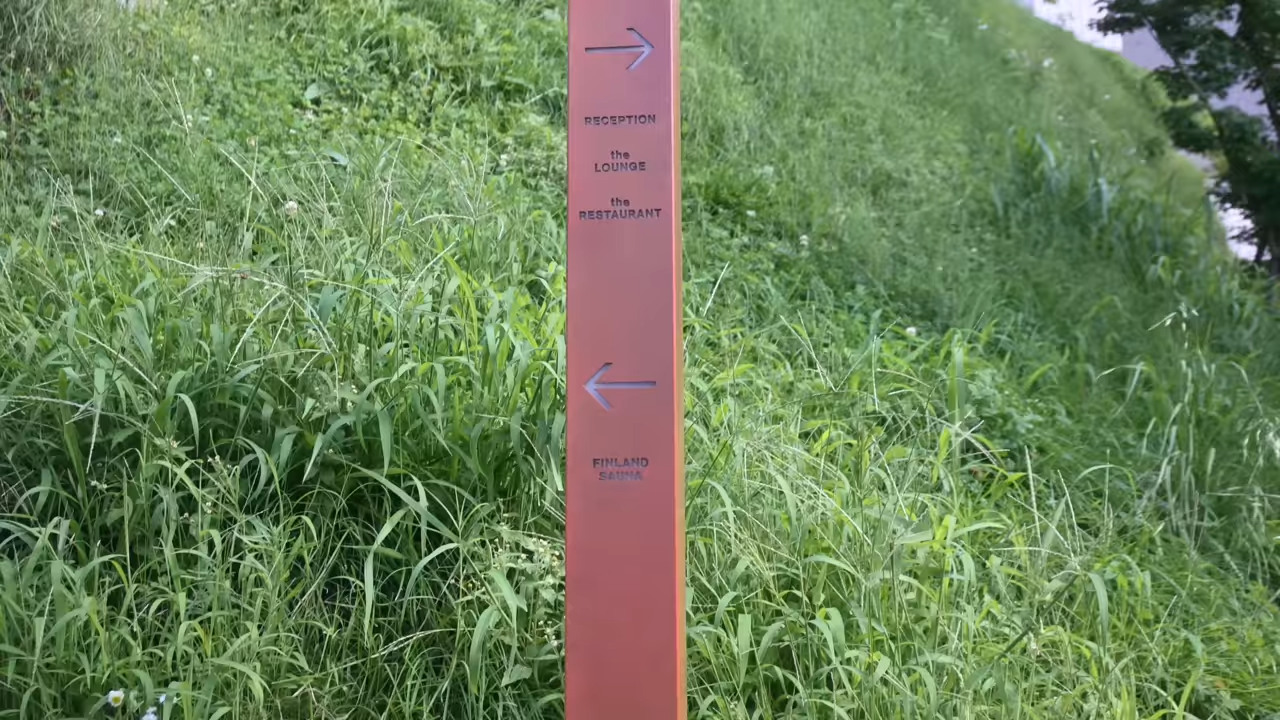 RECEPTION
the
LOUNGE
the
RESTAURANT
FINLAND
SAUNA